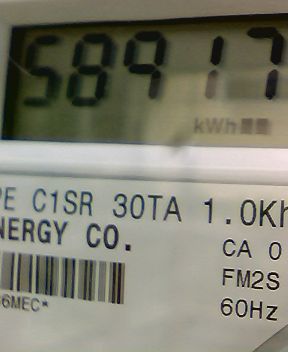 58917
kWh
PE C1SR 30TA 1.0Kh
NERGY CO.
CA 0
FM2S
6MEC*
60Hz